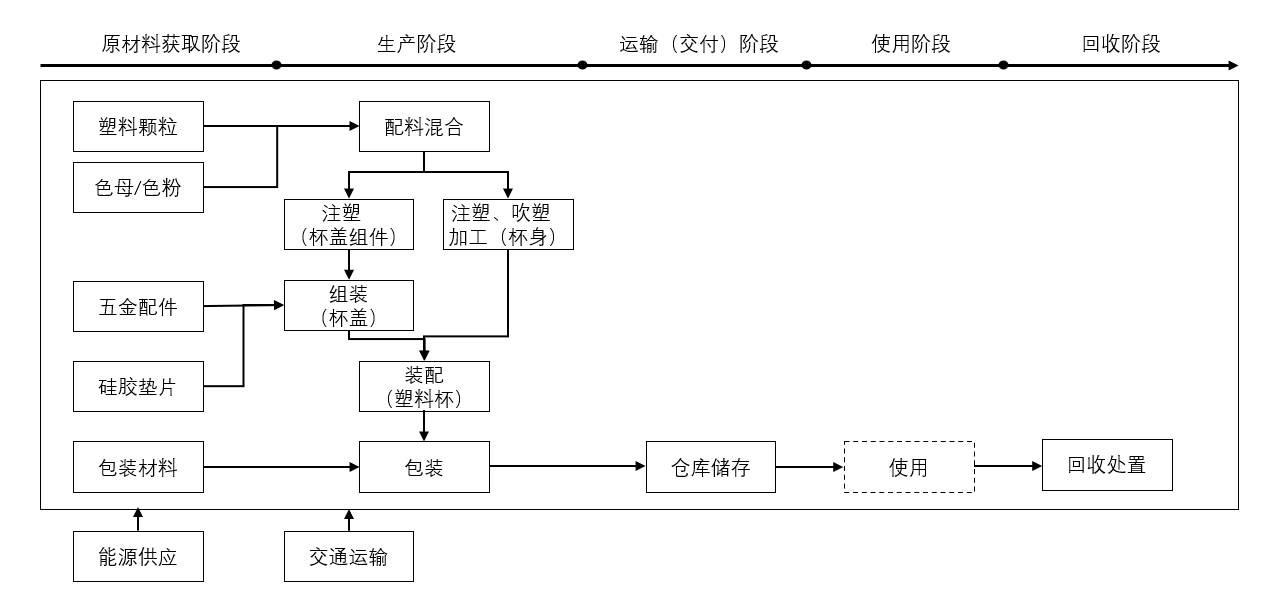 原材料获取阶段
生产阶段
运输（交付）阶段
使用阶段
回收阶段
塑料颗粒
配料混合
色母/色粉
注塑
（杯盖组件）
注塑、吹塑
加工（杯身）
五金配件
组装
（杯盖）
硅胶垫片
装配
（塑料杯）
包装材料
包装
仓库储存
使用
回收处置
能源供应
交通运输